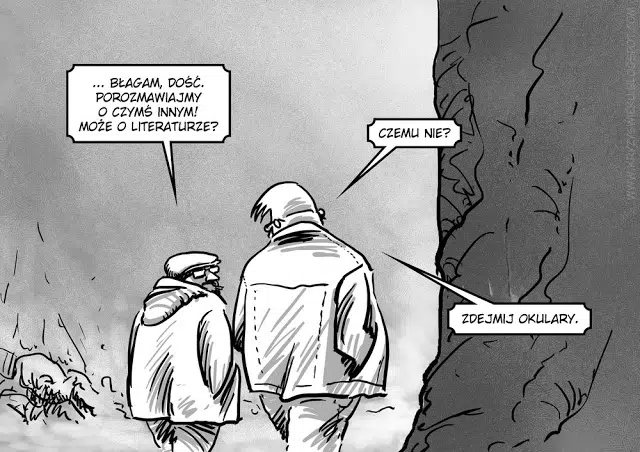 ... BŁAGAM, DOŚĆ.
POROZMAWIAJMY
O CZYMŚ INNYM!
MOŻE O LITERATURZE?
CZEMU NIE?
ZDEJMIJ OKULARY.